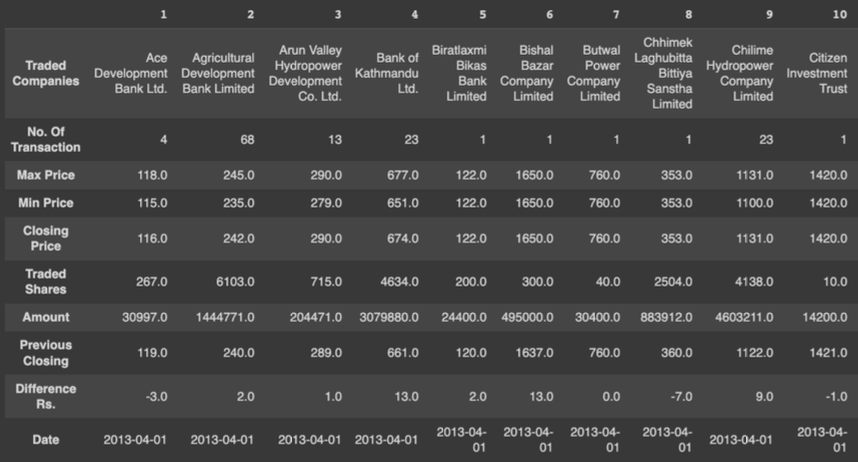 1 2 3 4 5 6 7 8 9 10
Traded Companies Ace Development Bank Ltd. Agricultural Development Bank Limited Arun Valley Hydropower Development Co. Ltd. Bank of Kathmandu Ltd. Biratlaxmi Bikas Bank Limited Bishal Bazar Company Limited Butwal Power Company Limited Chhimek Laghubitta Bittiya Sanstha Limited Chilime Hydropower Company Limited Citizen Investment Trust
No. Of Transaction 4 68 13 23 1 1 1 1 23 1
Max Price 118.0 245.0 290.0 677.0 122.0 1650.0 760.0 353.0 1131.0 1420.0
Min Price 115.0 235.0 279.0 651.0 122.0 1650.0 760.0 353.0 1100.0 1420.0
Closing Price 116.0 242.0 290.0 674.0 122.0 1650.0 760.0 353.0 1131.0 1420.0
Traded Shares 267.0 6103.0 715.0 4634.0 200.0 300.0 40.0 2504.0 4138.0 10.0
Amount 30997.0 1444771.0 204471.0 3079880.0 24400.0 495000.0 30400.0 883912.0 4603211.0 14200.0
Previous Closing 119.0 240.0 289.0 661.0 120.0 1637.0 760.0 360.0 1122.0 1421.0
Difference Rs. -3.0 2.0 1.0 13.0 2.0 13.0 0.0 -7.0 9.0 -1.0
Date 2013-04-01 2013-04-01 2013-04-01 2013-04-01 2013-04-01 2013-04-01 2013-04-01 2013-04-01 2013-04-01 2013-04-01